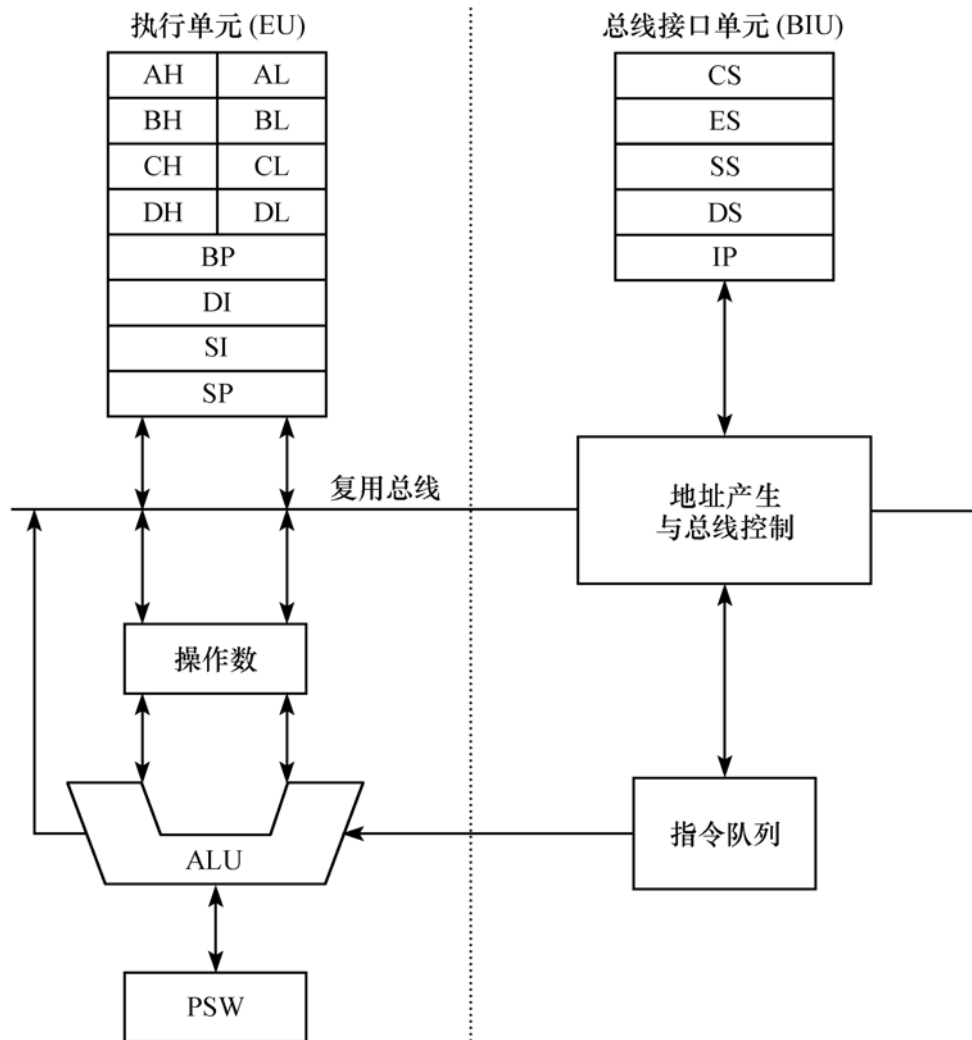 执行单元 (EU)
总线接口单元 (BIU)
AH AL
BH BL
CH CL
DH DL
BP
DI
SI
SP
CS
ES
SS
DS
IP
复用总线
地址产生
与总线控制
操作数
ALU
指令队列
PSW